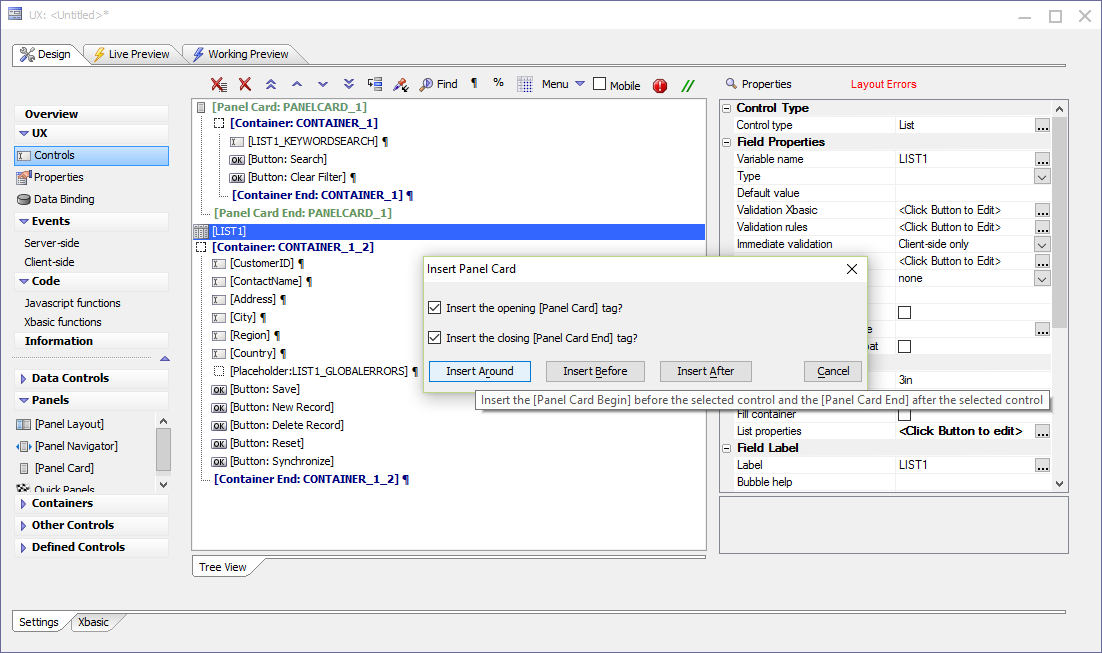 UX: <Untitled>*
Design
Live Preview
Working Preview
Find
¶
%
Menu
Mobile
Properties
Layout Errors
Overview
UX
Controls
Properties
Data Binding
Events
Server-side
Client-side
Code
Javascript functions
Xbasic functions
Information
Data Controls
Panels
[Panel Layout]
[Panel Navigator]
[Panel Card]
Quick Panels
Containers
Other Controls
Defined Controls
[Panel Card: PANELCARD_1]
[Container: CONTAINER_1]
[LIST1_KEYWORDSEARCH] ¶
OK [Button: Search]
OK [Button: Clear Filter] ¶
[Container End: CONTAINER_1] ¶
[Panel Card End: PANELCARD_1]
[LIST1]
[Container: CONTAINER_1_2]
[CustomerID] ¶
[ContactName] ¶
[Address] ¶
[City] ¶
[Region] ¶
[Country] ¶
[Placeholder:LIST1_GLOBALERRORS] ¶
OK [Button: Save]
OK [Button: New Record]
OK [Button: Delete Record]
OK [Button: Reset]
OK [Button: Synchronize]
[Container End: CONTAINER_1_2] ¶
Tree View
Control Type
Control type List ...
Field Properties
Variable name LIST1 ...
Type
Default value
Validation Xbasic <Click Button to Edit> ...
Validation rules <Click Button to Edit> ...
Immediate validation Client-side only
<Click Button to Edit> ...
none
Insert Panel Card
Insert the opening [Panel Card] tag?
Insert the closing [Panel Card End] tag?
Insert Around
Insert Before
Insert After
Cancel
Insert the [Panel Card Begin] before the selected control and the [Panel Card End] after the selected control
3in
Fill container
List properties <Click Button to edit> ...
Field Label
Label LIST1 ...
Bubble help
Settings
Xbasic